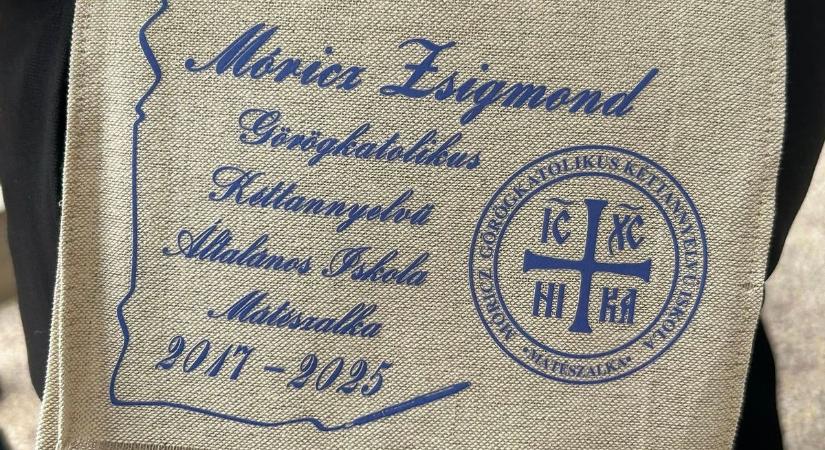 Móricz Zsigmond
Görögkatolikus
Kéttannyelvű
Általános Iskola
Mátészalka
2017-2025
MÓRICZ GÖRÖGKATOLIKUS KÉTTANNYELVŰ ISKOLA
•MÁTÉSZALKA•
IC XC
NI KA